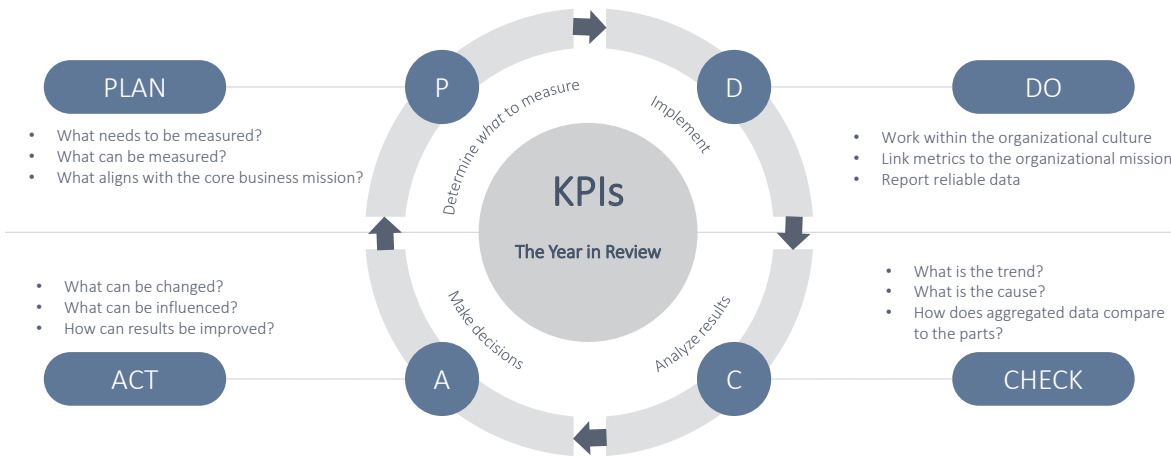 PLAN
• What needs to be measured?
• What can be measured?
• What aligns with the core business mission?
P
Determine what to measure
D
Implement
DO
• Work within the organizational culture
• Link metrics to the organizational mission
• Report reliable data
KPIs
The Year in Review
• What can be changed?
• What can be influenced?
• How can results be improved?
ACT
A
Make decisions
C
Analyze results
• What is the trend?
• What is the cause?
• How does aggregated data compare
to the parts?
CHECK